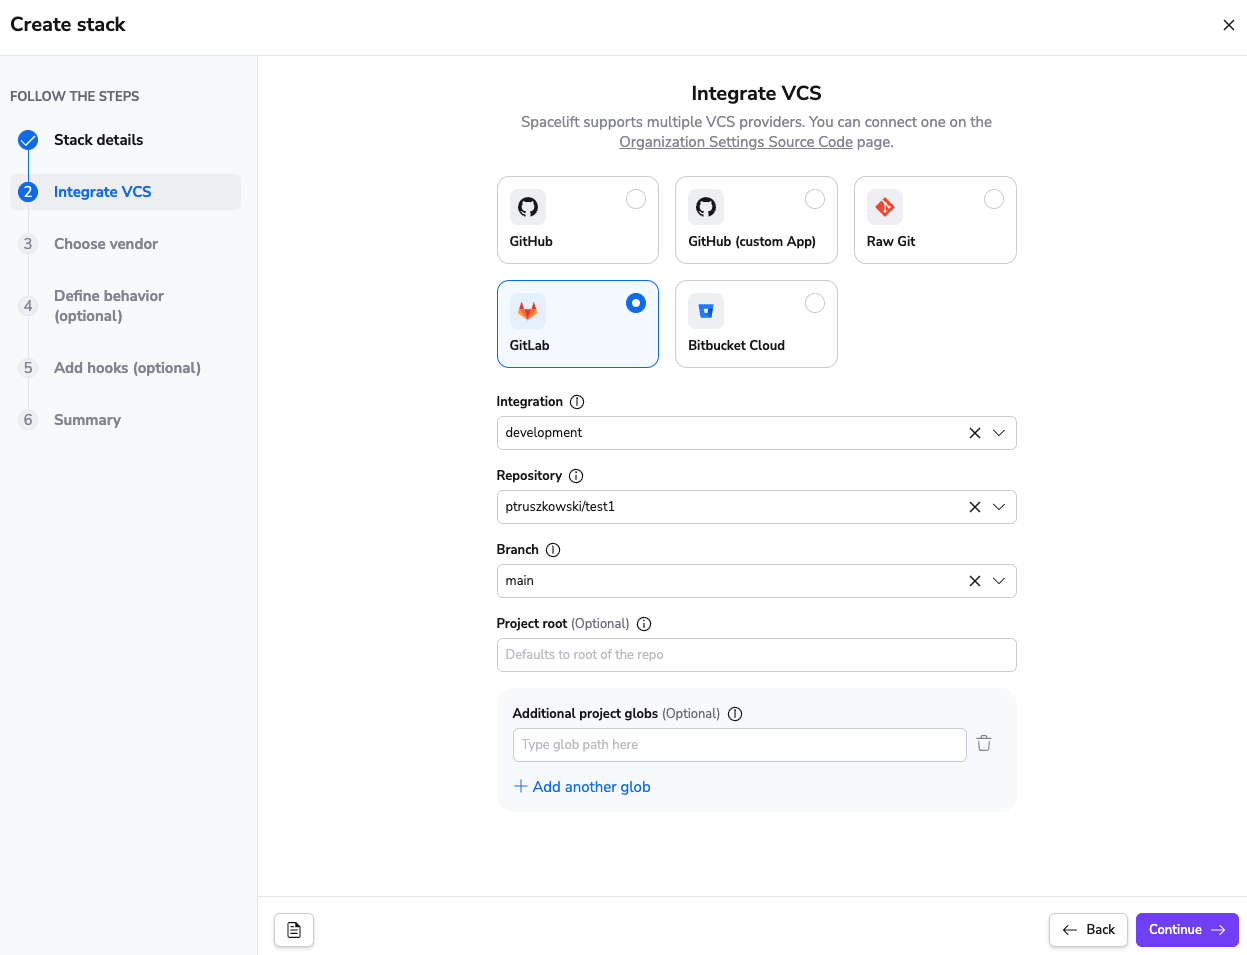 Create stack
FOLLOW THE STEPS
Stack details
2 Integrate VCS
3 Choose vendor
4 Define behavior
(optional)
5 Add hooks (optional)
6 Summary
Integrate VCS
Spacelift supports multiple VCS providers. You can connect one on the
Organization Settings Source Code page.
GitHub
GitHub (custom App)
Raw Git
GitLab
Bitbucket Cloud
Integration
development
Repository
ptruszkowski/test1
Branch
main
Project root (Optional)
Defaults to root of the repo
Additional project globs (Optional)
Type glob path here
Add another glob
Back
Continue